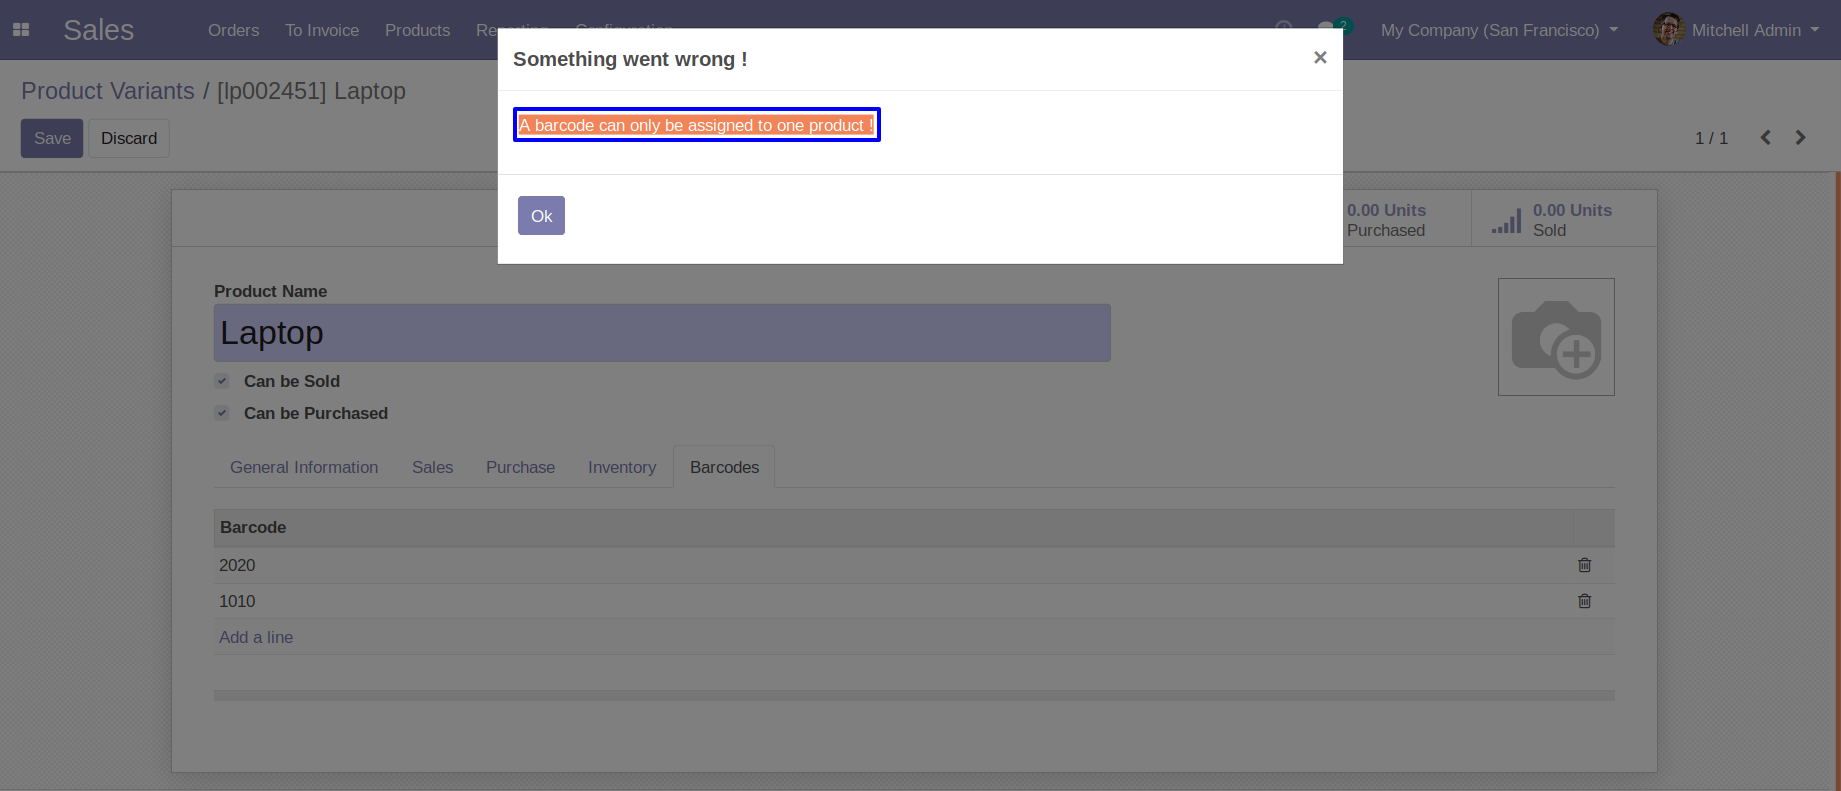 Sales
Orders
To Invoice
Products
Reporting
Configuration
2
My Company (San Francisco)
Mitchell Admin
Something went wrong !
×
Product Variants / [lp002451] Laptop
A barcode can only be assigned to one product !
Save
Discard
1 / 1
Ok
0.00 Units
Purchased
0.00 Units
Sold
Product Name
Laptop
Can be Sold
Can be Purchased
General Information
Sales
Purchase
Inventory
Barcodes
Barcode
2020
1010
Add a line